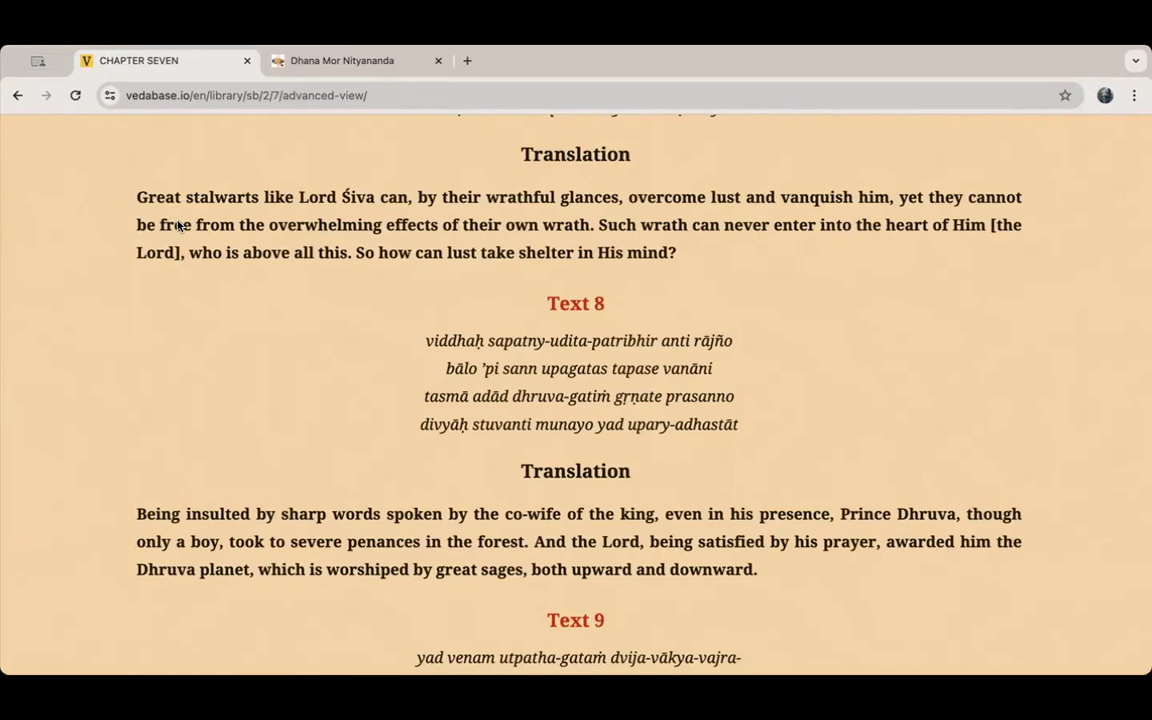 CHAPTER SEVEN
Dhana Mor Nityananda
vedabase.io/en/library/sb/2/7/advanced-view/
Translation
Great stalwarts like Lord Śiva can, by their wrathful glances, overcome lust and vanquish him, yet they cannot
be free from the overwhelming effects of their own wrath. Such wrath can never enter into the heart of Him [the
Lord], who is above all this. So how can lust take shelter in His mind?
Text 8
viddhaḥ sapatny-udita-patribhir anti rājño
bālo ’pi sann upagatas tapase vanāni
tasmā adād dhruva-gatiṁ gṛṇate prasanno
divyāḥ stuvanti munayo yad upary-adhastāt
Translation
Being insulted by sharp words spoken by the co-wife of the king, even in his presence, Prince Dhruva, though
only a boy, took to severe penances in the forest. And the Lord, being satisfied by his prayer, awarded him the
Dhruva planet, which is worshiped by great sages, both upward and downward.
Text 9
yad venam utpatha-gataṁ dvija-vākya-vajra-